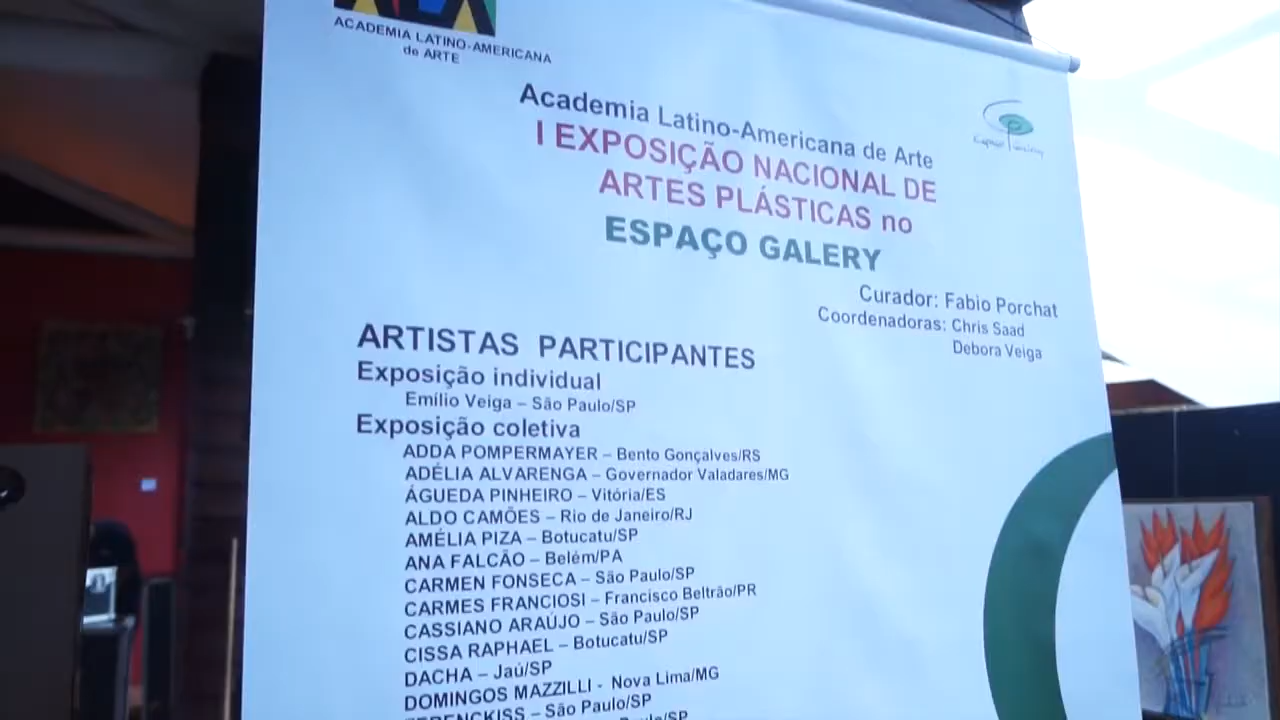 ACADEMIA LATINO-AMERICANA
de ARTE
Academia Latino-Americana de Arte
I EXPOSIÇÃO NACIONAL DE
ARTES PLÁSTICAS no
ESPAÇO GALERY
Curador: Fabio Porchat
Coordenadoras: Chris Saad
Debora Veiga
ARTISTAS PARTICIPANTES
Exposição individual
Emílio Veiga – São Paulo/SP
Exposição coletiva
ADDA POMPERMAYER – Bento Gonçalves/RS
ADÉLIA ALVARENGA – Governador Valadares/MG
ÁGUEDA PINHEIRO – Vitória/ES
ALDO CAMÕES – Rio de Janeiro/RJ
AMÉLIA PIZA – Botucatu/SP
ANA FALCÃO – Belém/PA
CARMEN FONSECA – São Paulo/SP
CARMES FRANCIOSI – Francisco Beltrão/PR
CASSIANO ARAÚJO – São Paulo/SP
CISSA RAPHAEL – Botucatu/SP
DACHA – Jaú/SP
DOMINGOS MAZZILLI - Nova Lima/MG
– São Paulo/SP
Paulo/SP